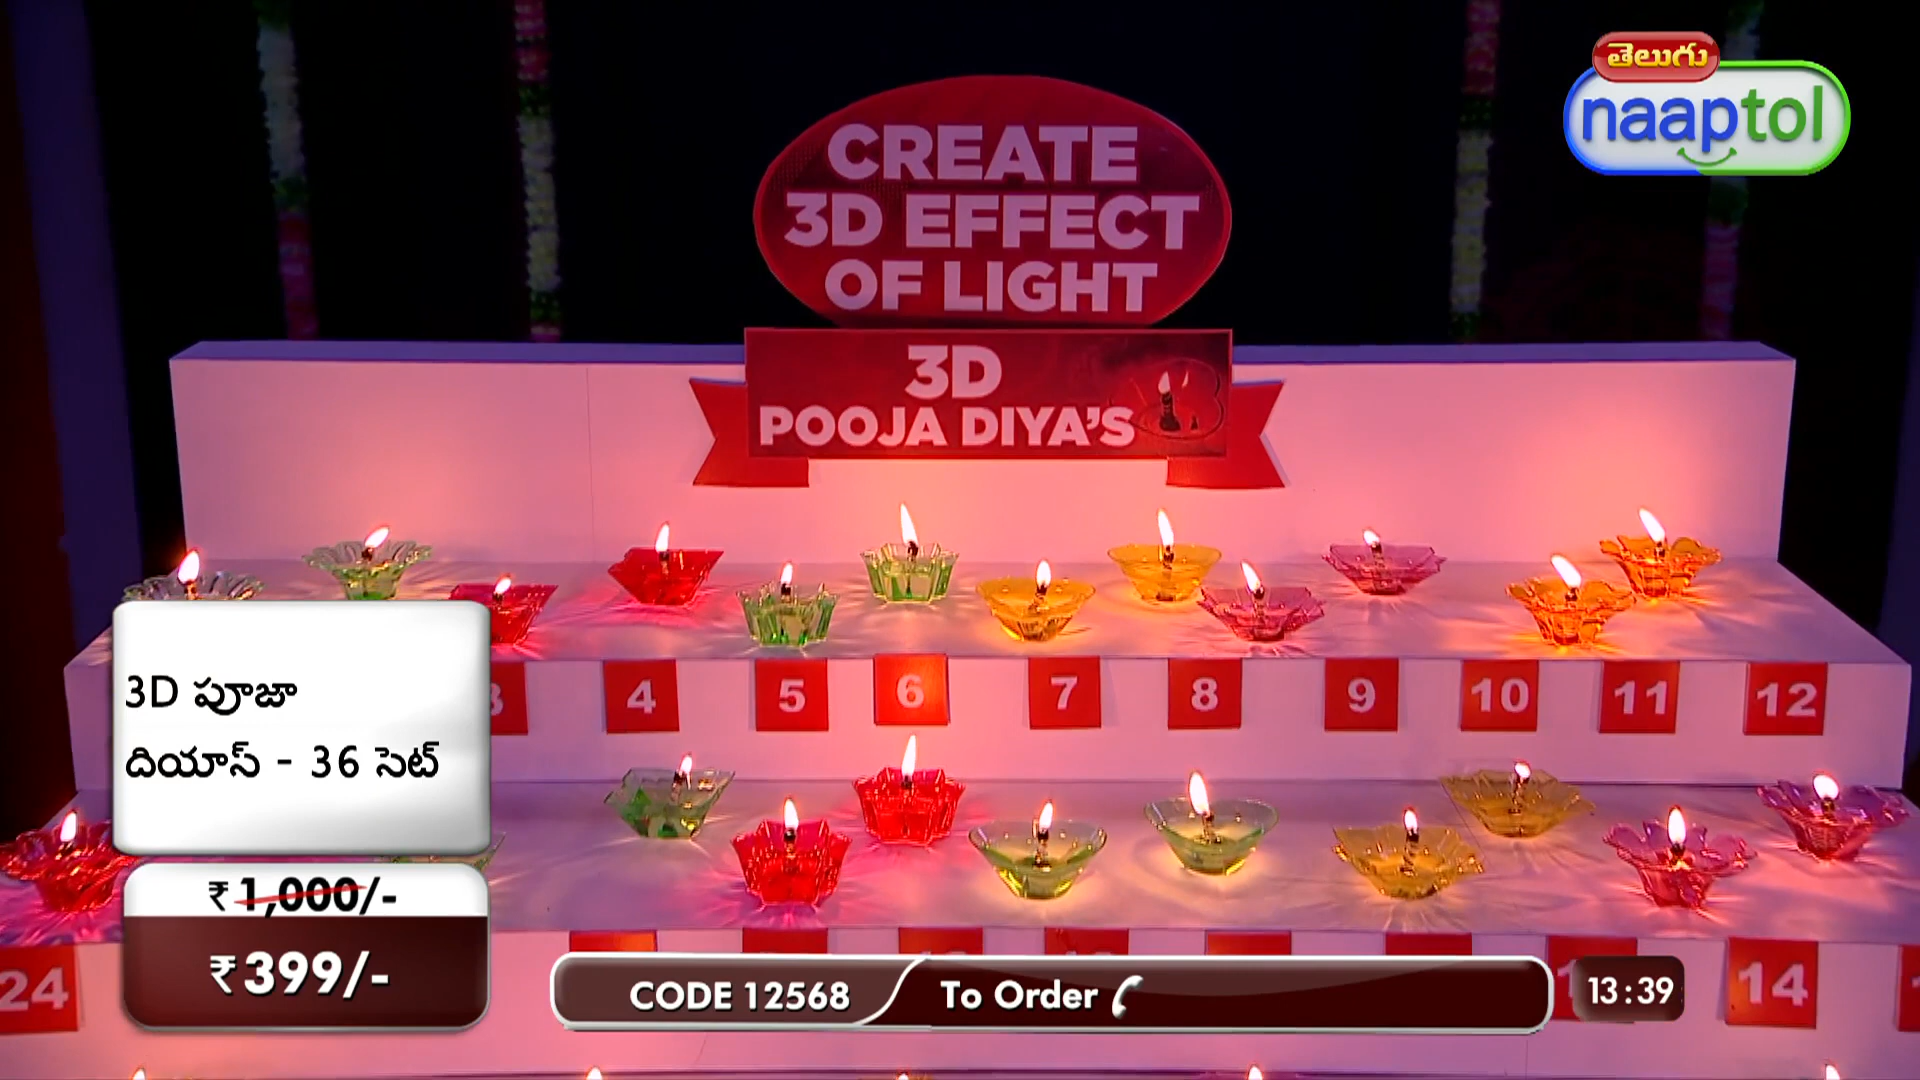 తెలుగు
naaptol
CREATE
3D EFFECT
OF LIGHT
3D
POOJA DIYA'S
3D పూజా
దియాస్ - 36 సెట్
3 4 5 6 7 8 9 10 11 12
₹ 1,000/-
₹ 399/-
24
14
CODE 12568 To Order
13:39